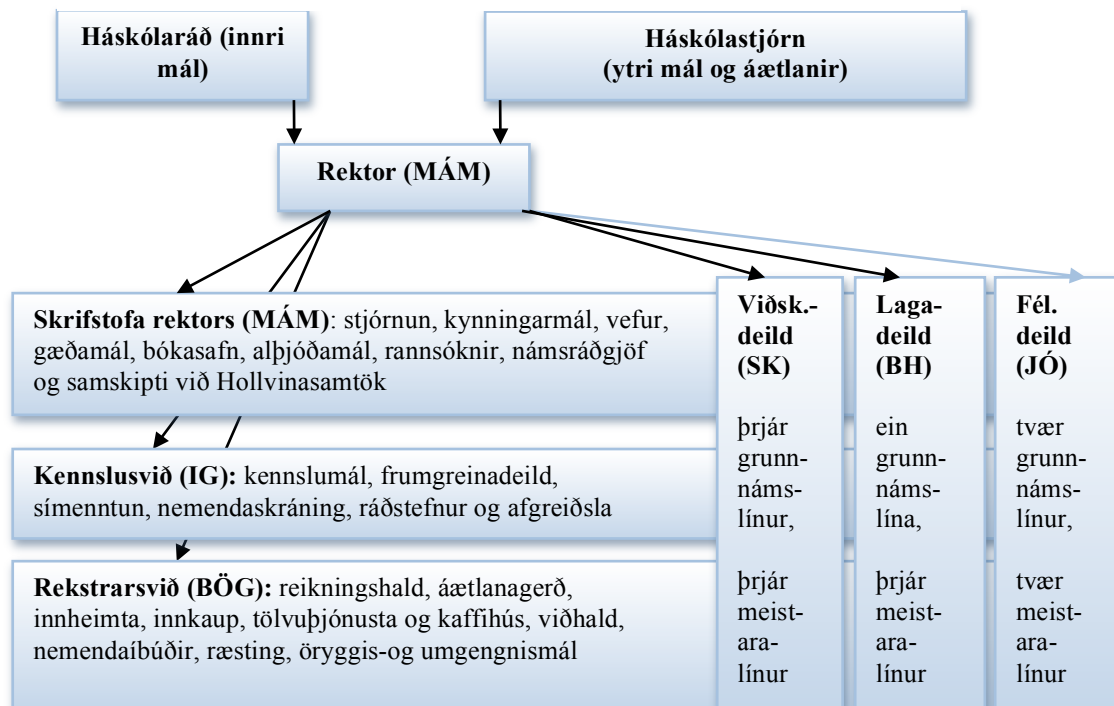 Háskólaráð (innri
mál)
Háskólastjórn
(ytri mál og áætlanir)
Rektor (MÁM)
Skrifstofa rektors (MÁM): stjórnun, kynningarmál, vefur,
gæðamál, bókasafn, alþjóðamál, rannsóknir, námsráðgjöf
og samskipti við Hollvinasamtök
Kennslusvið (IG): kennslumál, frumgreinadeild,
símenntun, nemendaskráning, ráðstefnur og afgreiðsla
Rekstrarsvið (BÖG): reikningshald, áætlanagerð,
innheimta, innkaup, tölvuþjónusta og kaffihús, viðhald,
nemendaíbúðir, ræsting, öryggis-og umgengnismál
Viðsk.-
deild
(SK)
þrjár
grunn-
náms-
línur,
þrjár
meist-
ara-
línur
Laga-
deild
(BH)
ein
grunn-
náms-
lína,
þrjár
meist-
ara-
línur
Fél.
deild
(JÓ)
tvær
grunn-
náms-
línur,
tvær
meist-
ara-
línur